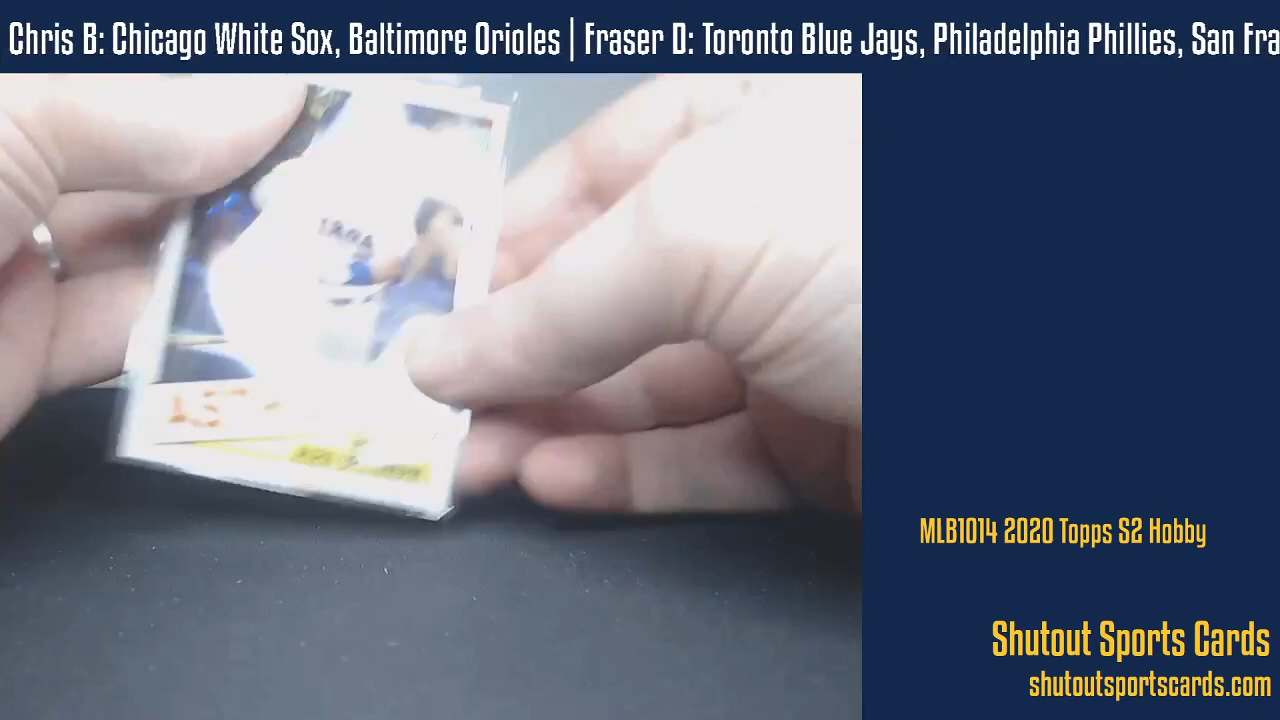 Chris B: Chicago White Sox, Baltimore Orioles | Fraser D: Toronto Blue Jays, Philadelphia Phillies, San Fra
MLB1014 2020 Topps S2 Hobby
Shutout Sports Cards
shutoutsportscards.com